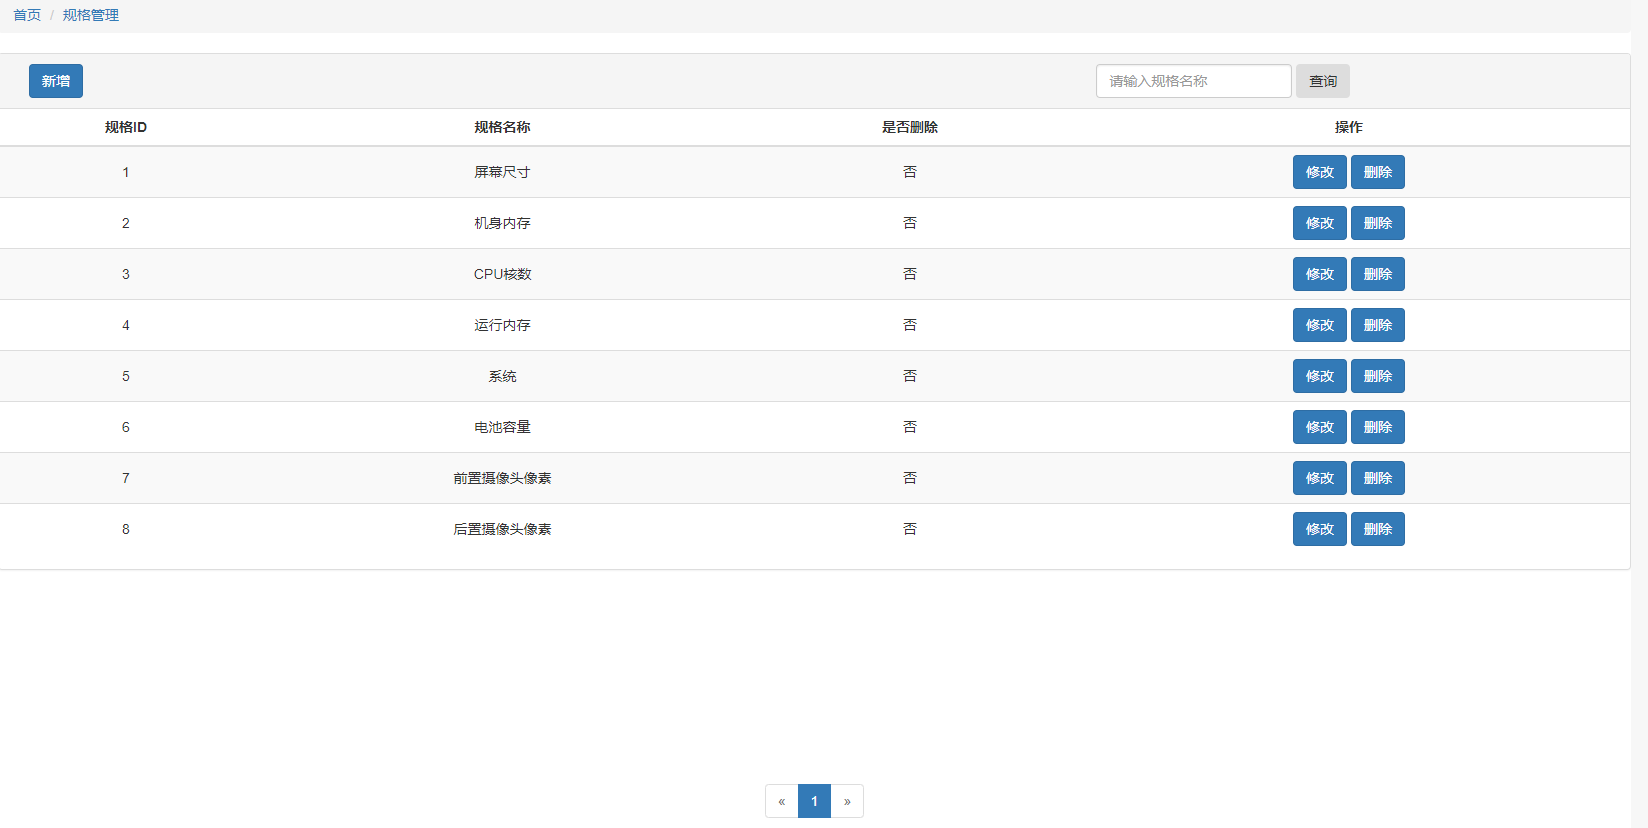 首页 / 规格管理
新增 请输入规格名称 查询
规格ID 规格名称 是否删除 操作
1 屏幕尺寸 否 修改 删除
2 机身内存 否 修改 删除
3 CPU核数 否 修改 删除
4 运行内存 否 修改 删除
5 系统 否 修改 删除
6 电池容量 否 修改 删除
7 前置摄像头像素 否 修改 删除
8 后置摄像头像素 否 修改 删除
« 1 »